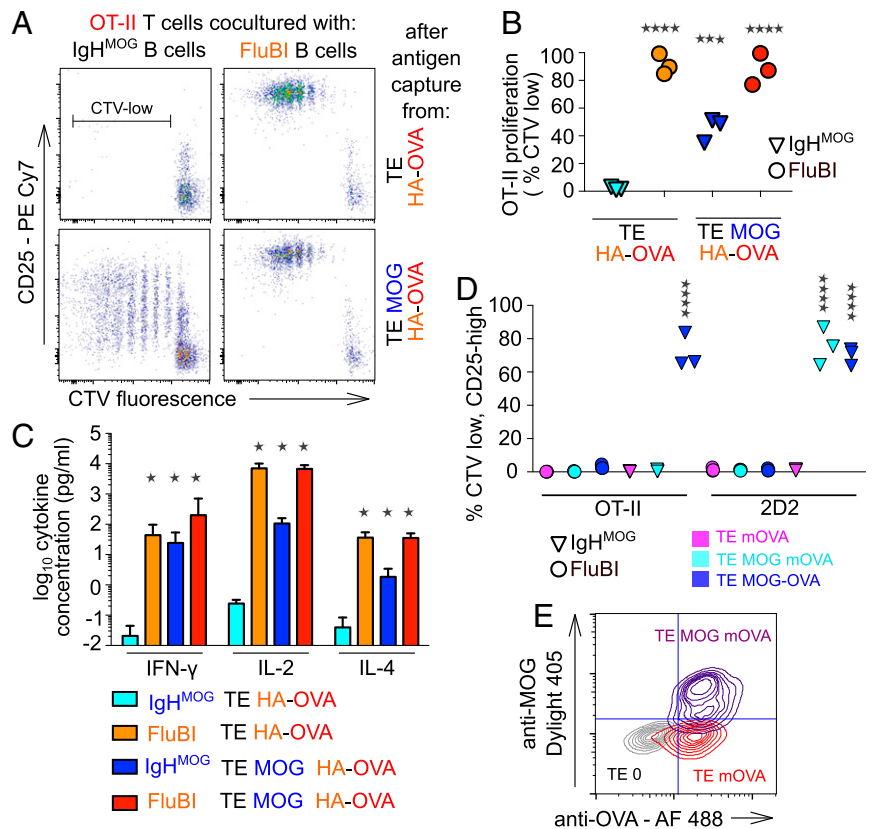 A
OT-II T cells cocultured with:
IgH^MOG B cells
FluBI B cells
after
antigen
capture
from:
CTV-low
TE
HA-OVA
TE MOG
HA-OVA
CD25 - PE Cy7
CTV fluorescence
B
OT-II proliferation
( % CTV low)
100
80
60
40
20
0
★★★★
★★★
★★★★
IgH^MOG
FluBI
TE
HA-OVA
TE MOG
HA-OVA
C
log10 cytokine
concentration (pg/ml)
5
4
3
2
1
0
-1
-2
★ ★ ★
★ ★ ★
★ ★ ★
IFN-γ
IL-2
IL-4
IgH^MOG TE HA-OVA
FluBI TE HA-OVA
IgH^MOG TE MOG HA-OVA
FluBI TE MOG HA-OVA
D
% CTV low, CD25-high
100
80
60
40
20
0
★★★★
★★★★
★★★★
OT-II
2D2
IgH^MOG
FluBI
TE mOVA
TE MOG mOVA
TE MOG-OVA
E
anti-MOG
Dylight 405
TE MOG mOVA
TE 0
TE mOVA
anti-OVA - AF 488